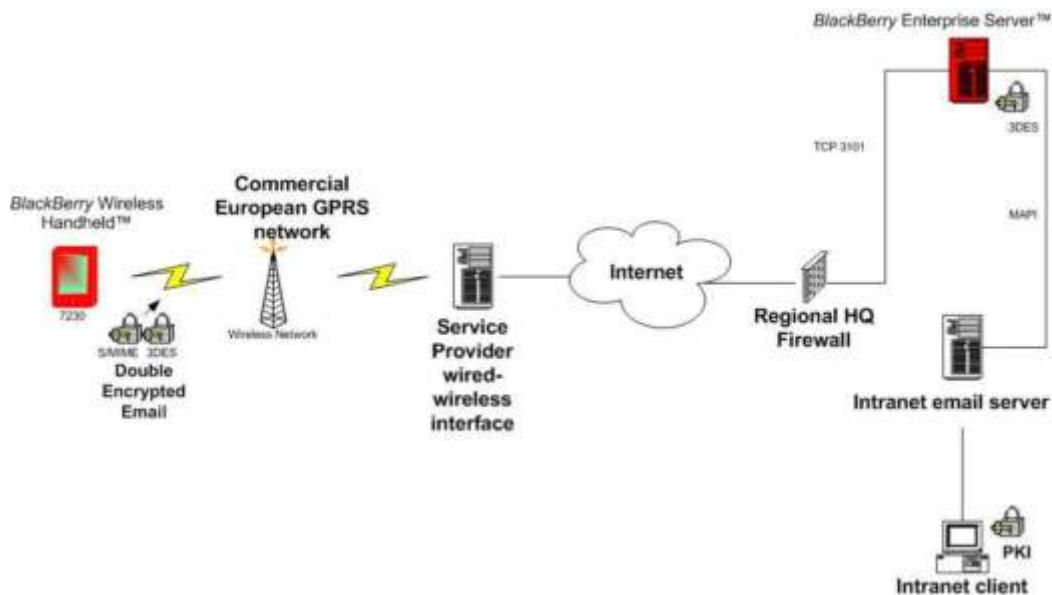 BlackBerry Enterprise Server™
3DES
TCP 3101
MAPI
Commercial
European GPRS
network
BlackBerry Wireless
Handheld™
7230
S/MIME 3DES
Double
Encrypted
Email
Wireless Network
Service
Provider
wired-
wireless
interface
Internet
Regional HQ
Firewall
Intranet email server
PKI
Intranet client